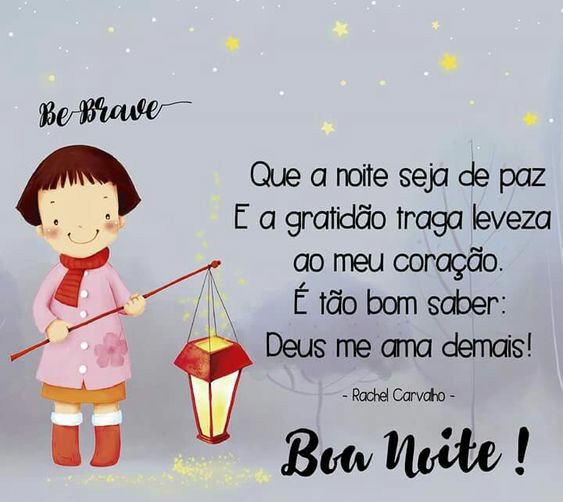 Be Brave
Que a noite seja de paz
E a gratidão traga leveza
ao meu coração.
É tão bom saber:
Deus me ama demais!
- Rachel Carvalho -
Boa Noite !